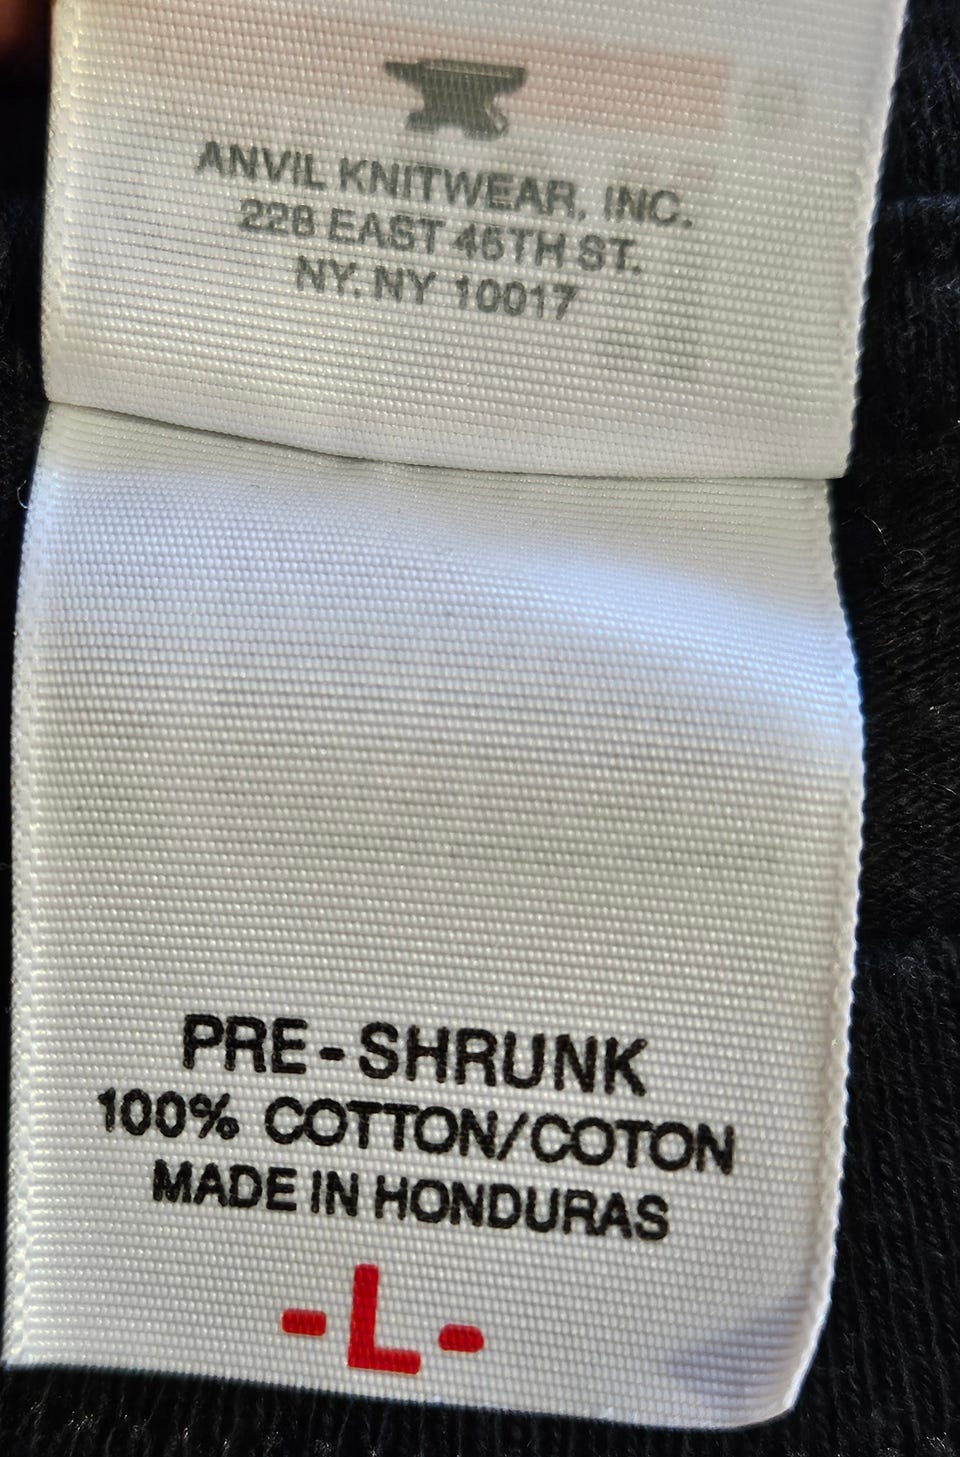 ANVIL KNITWEAR, INC.
228 EAST 45TH ST.
NY. NY 10017
PRE-SHRUNK
100% COTTON/COTON
MADE IN HONDURAS
-L-